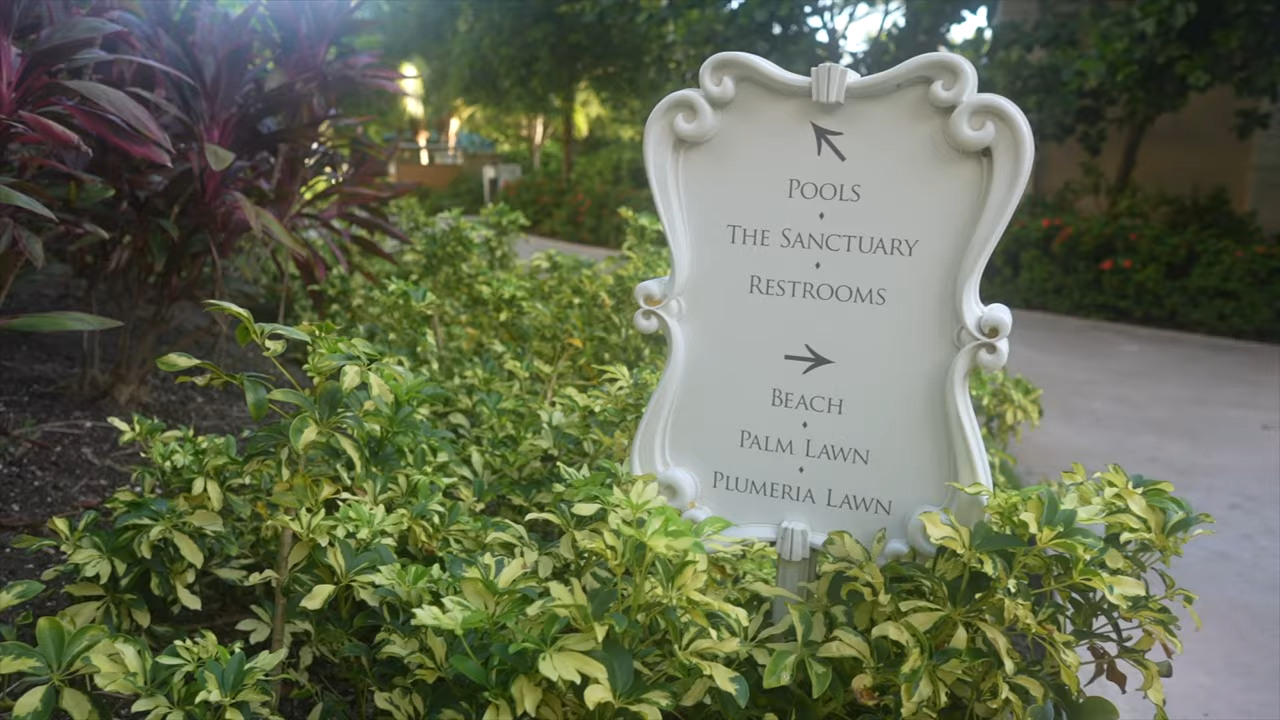 POOLS
THE SANCTUARY
RESTROOMS
BEACH
PALM LAWN
PLUMERIA LAWN